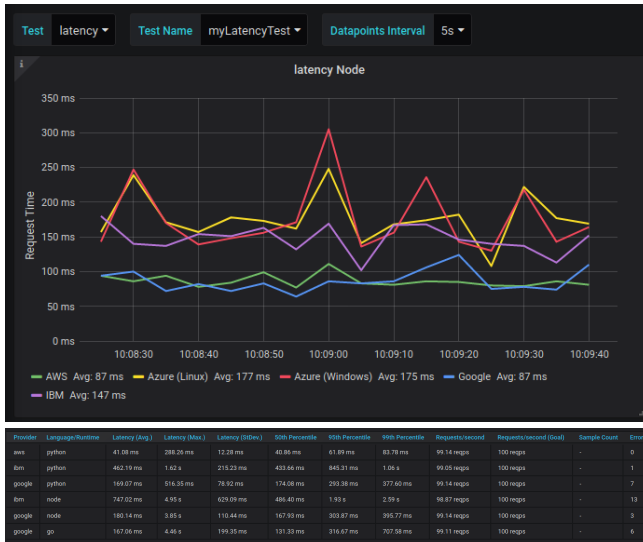 Test latency Test Name myLatencyTest Datapoints Interval 5s
i
latency Node
350 ms
300 ms
250 ms
200 ms
150 ms
100 ms
50 ms
0 ms
Request Time
10:08:30 10:08:40 10:08:50 10:09:00 10:09:10 10:09:20 10:09:30 10:09:40
AWS Avg: 87 ms Azure (Linux) Avg: 177 ms Azure (Windows) Avg: 175 ms Google Avg: 87 ms
IBM Avg: 147 ms
Provider Language/Runtime Latency (Avg.) Latency (Max.) Latency (StDev.) 50th Percentile 95th Percentile 99th Percentile Requests/second Requests/second (Goal) Sample Count Error
aws python 41.08 ms 288.26 ms 12.28 ms 40.86 ms 61.89 ms 83.78 ms 99.14 reqps 100 reqps - 0
ibm python 462.19 ms 1.62 s 215.23 ms 433.66 ms 845.31 ms 1.06 s 99.05 reqps 100 reqps - 1
google python 169.07 ms 516.35 ms 78.92 ms 174.08 ms 293.38 ms 377.60 ms 99.14 reqps 100 reqps - 7
ibm node 747.02 ms 4.95 s 629.09 ms 486.40 ms 1.93 s 2.59 s 98.87 reqps 100 reqps - 13
google node 180.14 ms 3.85 s 110.44 ms 167.93 ms 303.87 ms 395.77 ms 99.14 reqps 100 reqps - 3
google go 167.06 ms 4.46 s 199.35 ms 131.33 ms 316.67 ms 707.58 ms 99.11 reqps 100 reqps - 6